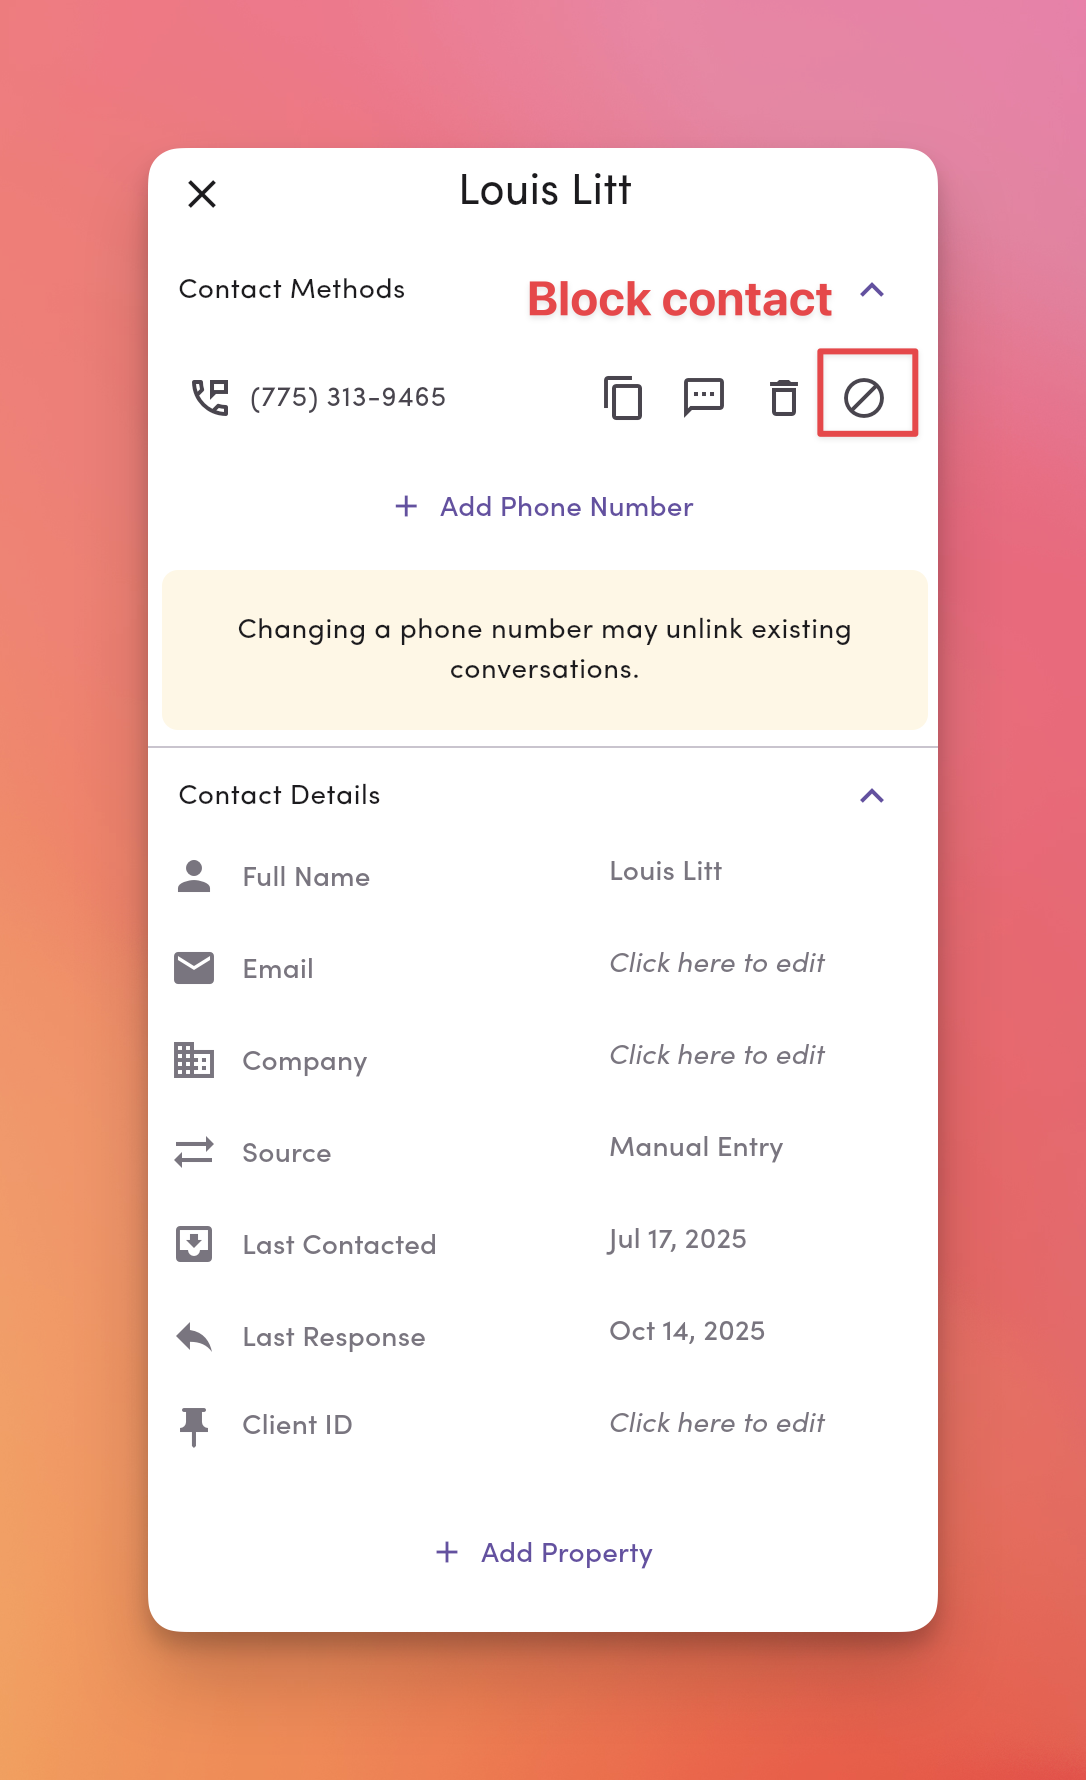 Louis Litt
Contact Methods
Block contact
(775) 313-9465
+ Add Phone Number
Changing a phone number may unlink existing
conversations.
Contact Details
Full Name Louis Litt
Email Click here to edit
Company Click here to edit
Source Manual Entry
Last Contacted Jul 17, 2025
Last Response Oct 14, 2025
Client ID Click here to edit
+ Add Property